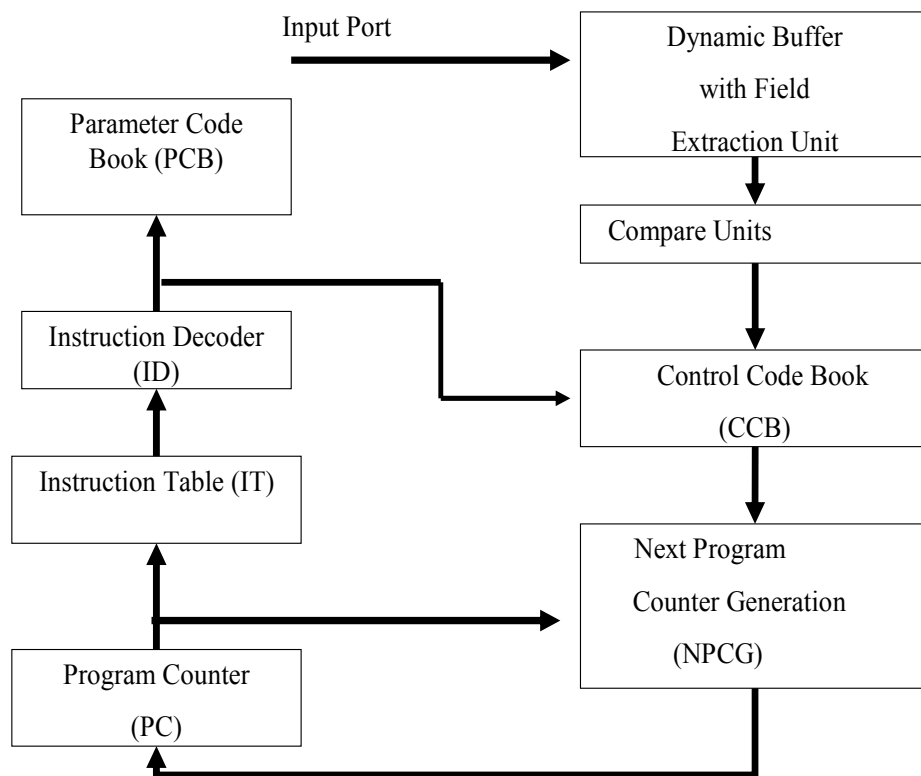 Input Port
Dynamic Buffer
with Field
Extraction Unit
Parameter Code
Book (PCB)
Compare Units
Instruction Decoder
(ID)
Control Code Book
(CCB)
Instruction Table (IT)
Next Program
Counter Generation
(NPCG)
Program Counter
(PC)